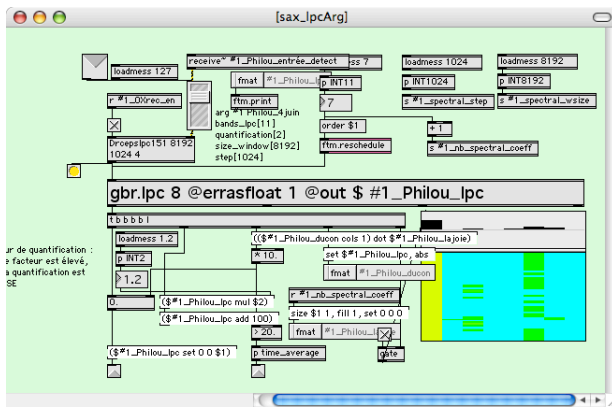 [sax_lpcArg]
loadmess 127
receive~ #1_Philou_entrée_detect
ss 7
loadmess 1024
loadmess 8192
fmat #1_Philou_l
p INT11
p INT1024
p INT8192
r #1_OXrec_en
ftm.print
7
s #1_spectral_step
s #1_spectral_wsize
arg #1 Philou_4juin
bands_lpc[11]
quantification[2]
size_window[8192]
step[1024]
order $1
+ 1
Drceps lpc151 8192
1024 4
ftm.reschedule
s #1_nb_spectral_coeff
gbr.lpc 8 @errasfloat 1 @out $ #1_Philou_lpc
t b b b b l
ur de quantification :
e facteur est élevé,
a quantification est
SE
loadmess 1.2
(($#1_Philou_ducon cols 1) dot $#1_Philou_lajoie)
p INT2
* 10.
set $#1_Philou_lpc, abs
1.2
fmat #1_Philou_ducon
0.
($#1_Philou_lpc mul $2)
r #1_nb_spectral_coeff
($#1_Philou_lpc add 100)
size $1 1, fill 1, set 0 0 0
> 20.
fmat #1_Philou_la
e
($#1_Philou_lpc set 0 0 $1)
p time_average
gate